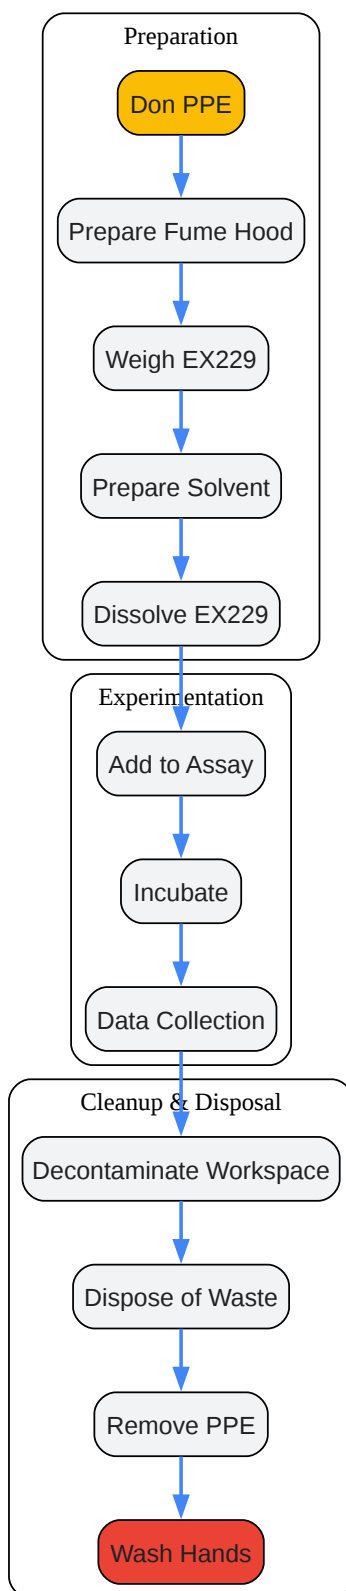 Preparation
Don PPE
Prepare Fume Hood
Weigh EX229
Prepare Solvent
Dissolve EX229
Experimentation
Add to Assay
Incubate
Data Collection
Cleanup & Disposal
Decontaminate Workspace
Dispose of Waste
Remove PPE
Wash Hands